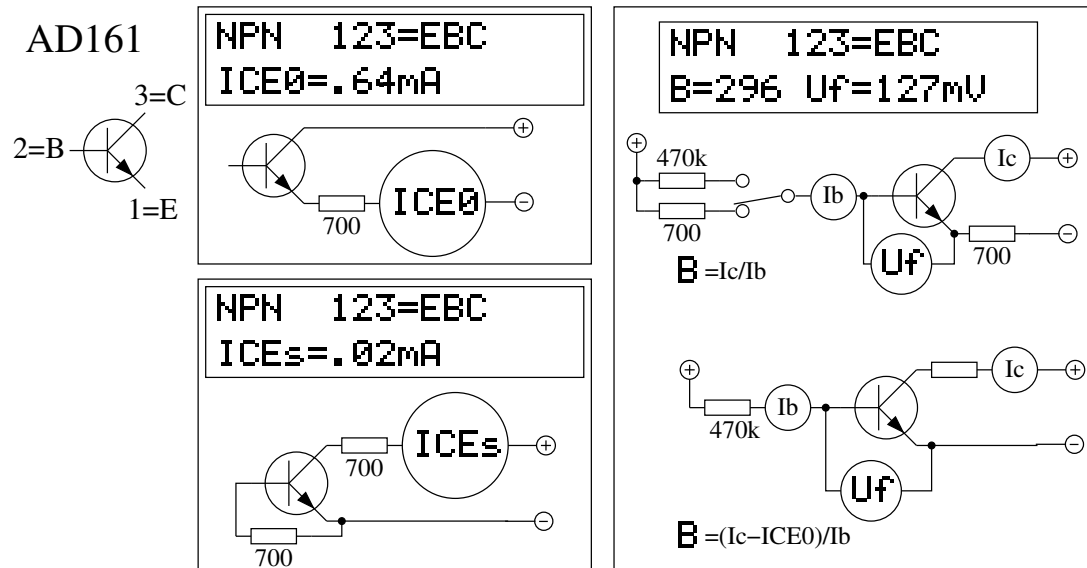 AD161
3=C
2=B
1=E
NPN 123=EBC
ICE0=.64mA
+
ICE0
−
700
NPN 123=EBC
ICEs=.02mA
ICEs
+
700
−
700
NPN 123=EBC
B=296 Uf=127mV
+
470k
Ic
+
Ib
700
−
Uf
700
B =Ic/Ib
+
Ic
+
Ib
470k
−
Uf
B =(Ic−ICE0)/Ib